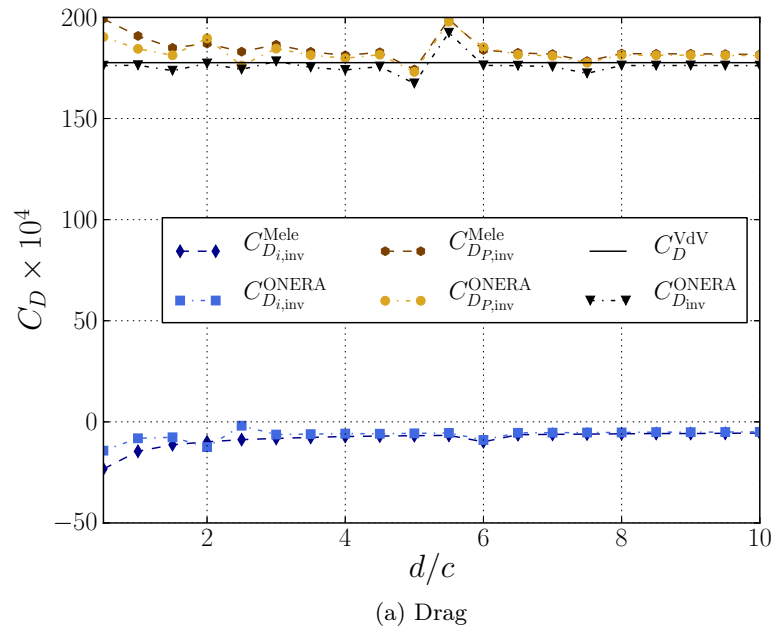 200
150
100
50
0
−50
C_D × 10^4
C_{D_{i,inv}}^{Mele} C_{D_{P,inv}}^{Mele} C_D^{VdV}
C_{D_{i,inv}}^{ONERA} C_{D_{P,inv}}^{ONERA} C_{D_{inv}}^{ONERA}
2 4 6 8 10
d/c
(a) Drag